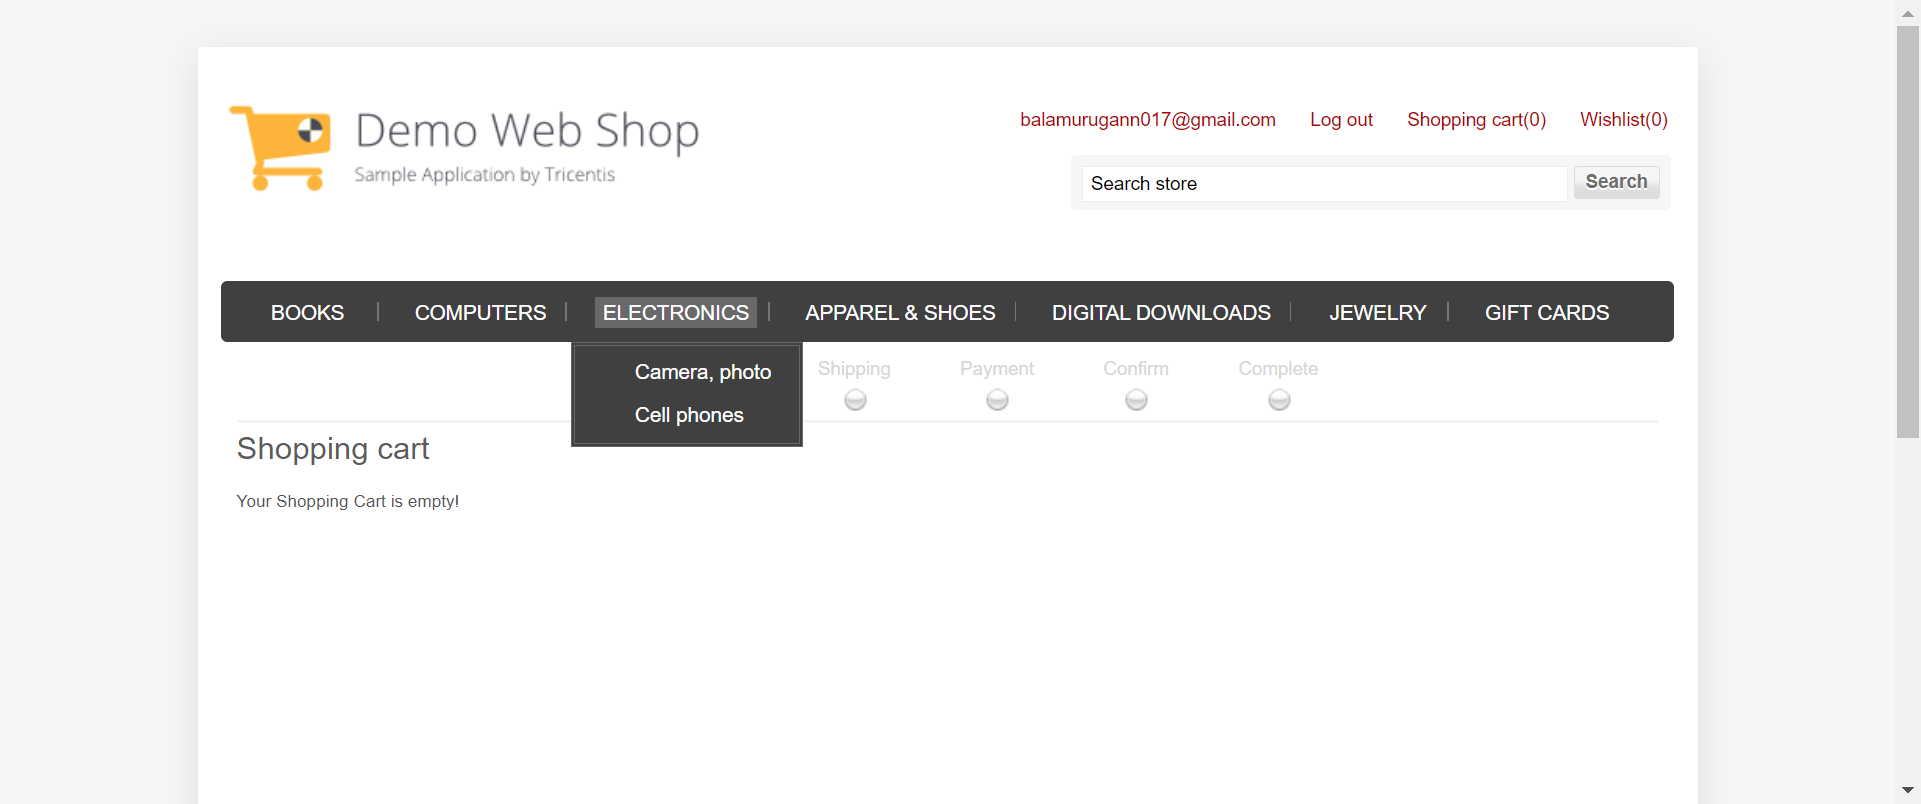 Demo Web Shop
Sample Application by Tricentis
balamurugann017@gmail.com Log out Shopping cart(0) Wishlist(0)
Search store Search
BOOKS COMPUTERS ELECTRONICS APPAREL & SHOES DIGITAL DOWNLOADS JEWELRY GIFT CARDS
Camera, photo
Cell phones
Shipping Payment Confirm Complete
Shopping cart
Your Shopping Cart is empty!